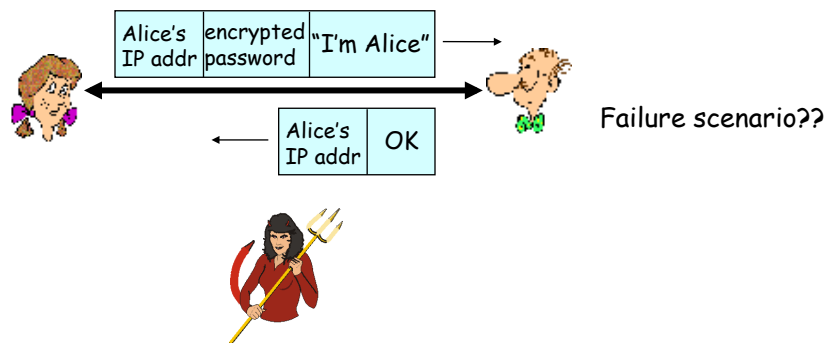 Alice's
IP addr
encrypted
password
"I'm Alice"
Alice's
IP addr
OK
Failure scenario??